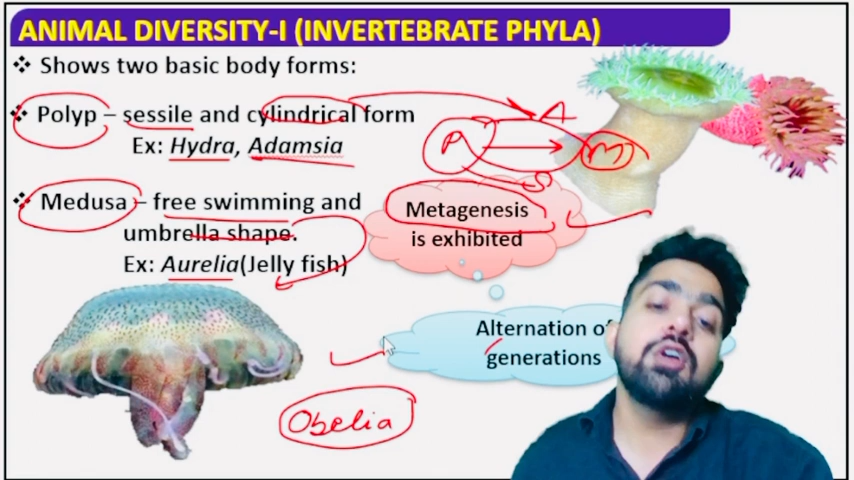 ANIMAL DIVERSITY-I (INVERTEBRATE PHYLA)
❖ Shows two basic body forms:
❖ Polyp – sessile and cylindrical form
Ex: Hydra, Adamsia
❖ Medusa – free swimming and
umbrella shape.
Ex: Aurelia(Jelly fish)
A
M
S
Metagenesis
is exhibited
Alternation of
generations
Obelia